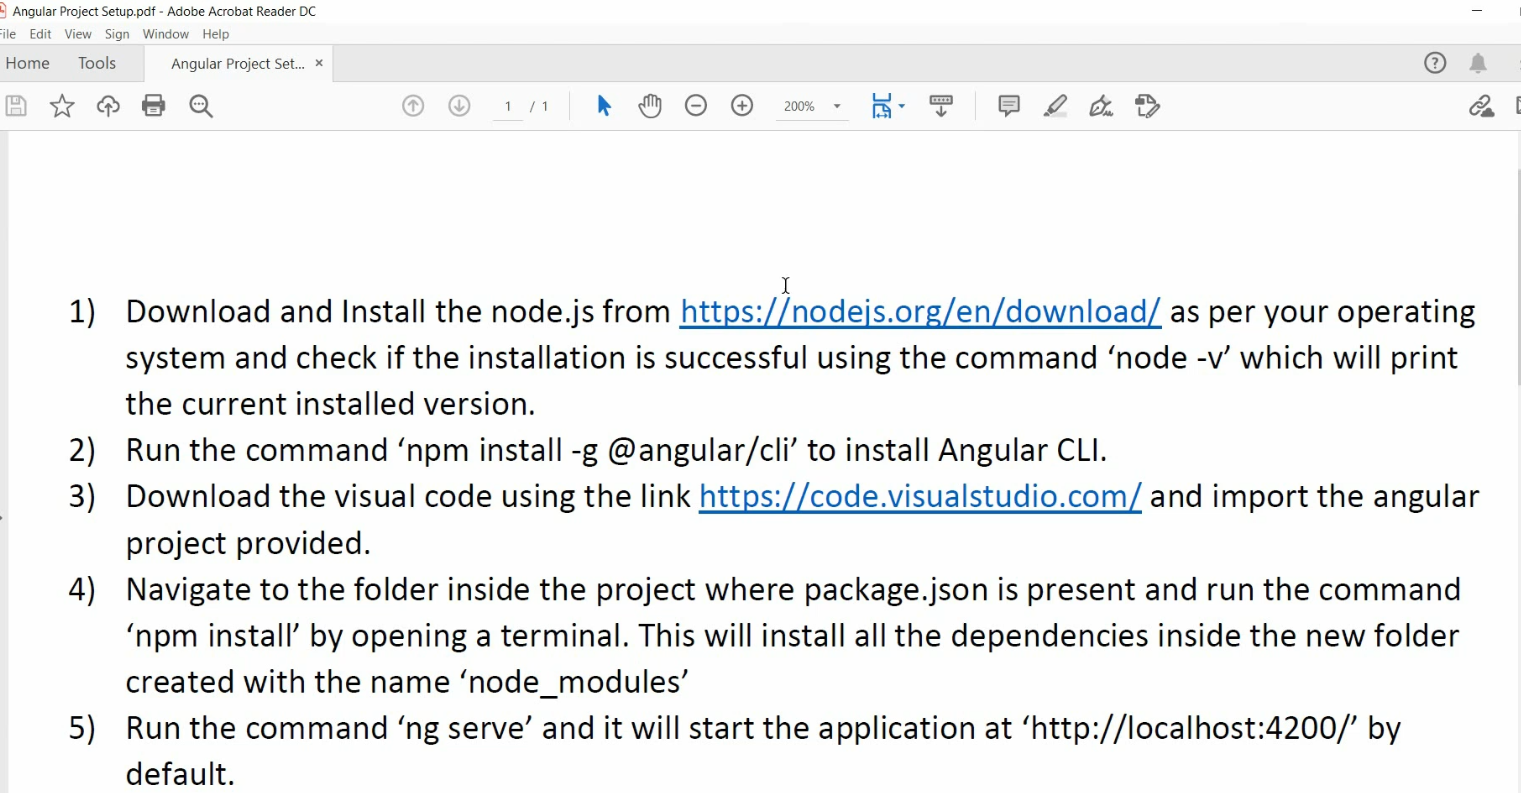 Angular Project Setup.pdf - Adobe Acrobat Reader DC
File Edit View Sign Window Help
Home Tools Angular Project Set... ×
1 / 1 200%
1) Download and Install the node.js from https://nodejs.org/en/download/ as per your operating
system and check if the installation is successful using the command ‘node -v’ which will print
the current installed version.
2) Run the command ‘npm install -g @angular/cli’ to install Angular CLI.
3) Download the visual code using the link https://code.visualstudio.com/ and import the angular
project provided.
4) Navigate to the folder inside the project where package.json is present and run the command
‘npm install’ by opening a terminal. This will install all the dependencies inside the new folder
created with the name ‘node_modules’
5) Run the command ‘ng serve’ and it will start the application at ‘http://localhost:4200/’ by
default.